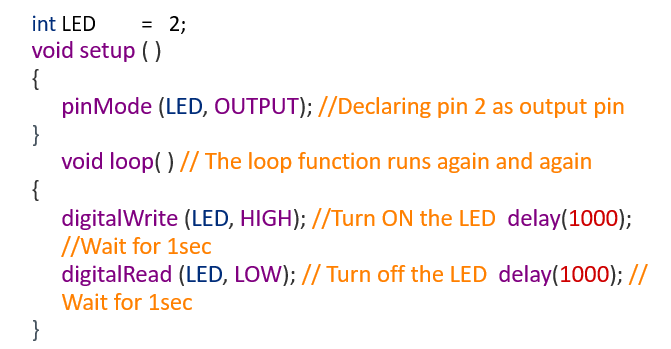 int LED = 2;
void setup ( )
{
pinMode (LED, OUTPUT); //Declaring pin 2 as output pin
}
void loop( ) // The loop function runs again and again
{
digitalWrite (LED, HIGH); //Turn ON the LED delay(1000);
//Wait for 1sec
digitalRead (LED, LOW); // Turn off the LED delay(1000); //
Wait for 1sec
}